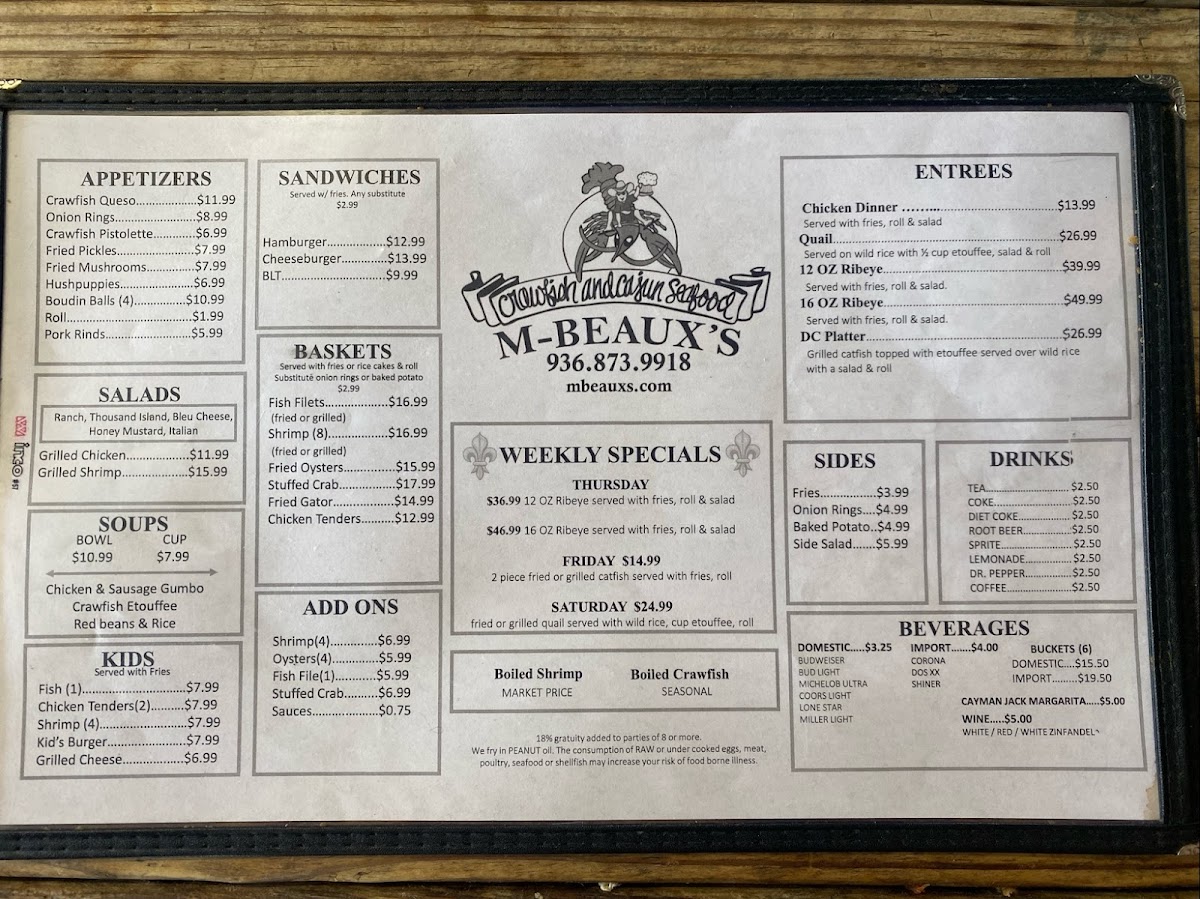 APPETIZERS
Crawfish Queso....................$11.99
Onion Rings..........................$8.99
Crawfish Pistolette..............$6.99
Fried Pickles.........................$7.99
Fried Mushrooms...............$7.99
Hushpuppies........................$6.99
Boudin Balls (4)................$10.99
Roll.......................................$1.99
Pork Rinds...........................$5.99
SALADS
Ranch, Thousand Island, Bleu Cheese,
Honey Mustard, Italian
Grilled Chicken....................$11.99
Grilled Shrimp......................$15.99
SOUPS
BOWL CUP
$10.99 $7.99
Chicken & Sausage Gumbo
Crawfish Etouffee
Red beans & Rice
KIDS
Served with Fries
Fish (1)..................................$7.99
Chicken Tenders(2)...........$7.99
Shrimp (4)............................$7.99
Kid's Burger..........................$7.99
Grilled Cheese....................$6.99
SANDWICHES
Served w/ fries. Any substitute
$2.99
Hamburger...................$12.99
Cheeseburger..............$13.99
BLT..................................$9.99
BASKETS
Served with fries or rice cakes & roll
Substitute onion rings or baked potato
$2.99
Fish Filets.....................$16.99
(fried or grilled)
Shrimp (8)....................$16.99
(fried or grilled)
Fried Oysters.................$15.99
Stuffed Crab..................$17.99
Fried Gator....................$14.99
Chicken Tenders...........$12.99
ADD ONS
Shrimp(4)................$6.99
Oysters(4)................$5.99
Fish File(1)..............$5.99
Stuffed Crab............$6.99
Sauces.......................$0.75
Crawfish and Cajun Seafood
M-BEAUX'S
936.873.9918
mbeauxs.com
WEEKLY SPECIALS
THURSDAY
$36.99 12 OZ Ribeye served with fries, roll & salad
$46.99 16 OZ Ribeye served with fries, roll & salad
FRIDAY $14.99
2 piece fried or grilled catfish served with fries, roll
SATURDAY $24.99
fried or grilled quail served with wild rice, cup etouffee, roll
Boiled Shrimp Boiled Crawfish
MARKET PRICE SEASONAL
18% gratuity added to parties of 8 or more.
We fry in PEANUT oil. The consumption of RAW or under cooked eggs, meat,
poultry, seafood or shellfish may increase your risk of food borne illness.
ENTREES
Chicken Dinner ...........................................$13.99
Served with fries, roll & salad
Quail..............................................................$26.99
Served on wild rice with ½ cup etouffee, salad & roll
12 OZ Ribeye................................................$39.99
Served with fries, roll & salad.
16 OZ Ribeye................................................$49.99
Served with fries, roll & salad.
DC Platter.....................................................$26.99
Grilled catfish topped with etouffee served over wild rice
with a salad & roll
SIDES
Fries...................$3.99
Onion Rings....$4.99
Baked Potato..$4.99
Side Salad.......$5.99
DRINKS
TEA............................$2.50
COKE.........................$2.50
DIET COKE.................$2.50
ROOT BEER................$2.50
SPRITE.......................$2.50
LEMONADE................$2.50
DR. PEPPER................$2.50
COFFEE......................$2.50
BEVERAGES
DOMESTIC.....$3.25
BUDWEISER
BUD LIGHT
MICHELOB ULTRA
COORS LIGHT
LONE STAR
MILLER LIGHT
IMPORT.......$4.00
CORONA
DOS XX
SHINER
BUCKETS (6)
DOMESTIC....$15.50
IMPORT.........$19.50
CAYMAN JACK MARGARITA.....$5.00
WINE.....$5.00
WHITE / RED / WHITE ZINFANDEL